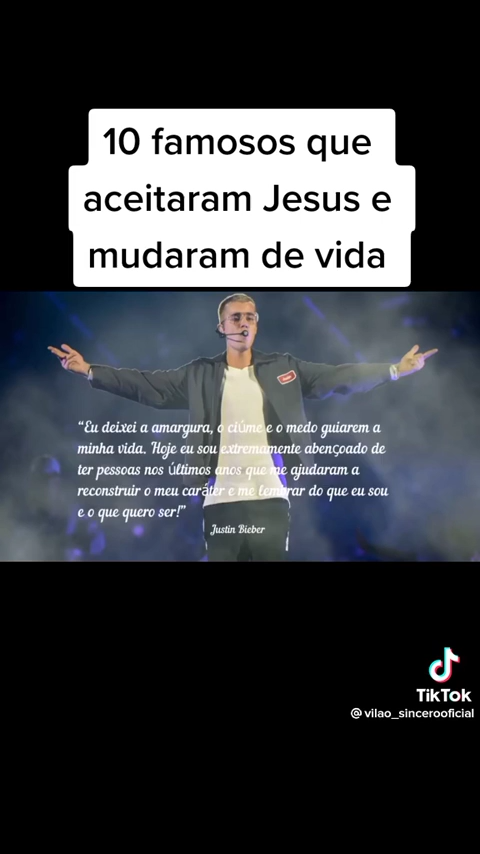 10 famosos que
aceitaram Jesus e
mudaram de vida
“Eu deixei a amargura, o ciúme e o medo guiarem a
minha vida. Hoje eu sou extremamente abençoado de
ter pessoas nos últimos anos que me ajudaram a
reconstruir o meu caráter e me lembrar do que eu sou
e o que quero ser!”
Justin Bieber
TikTok
@vilao_sincerooficial